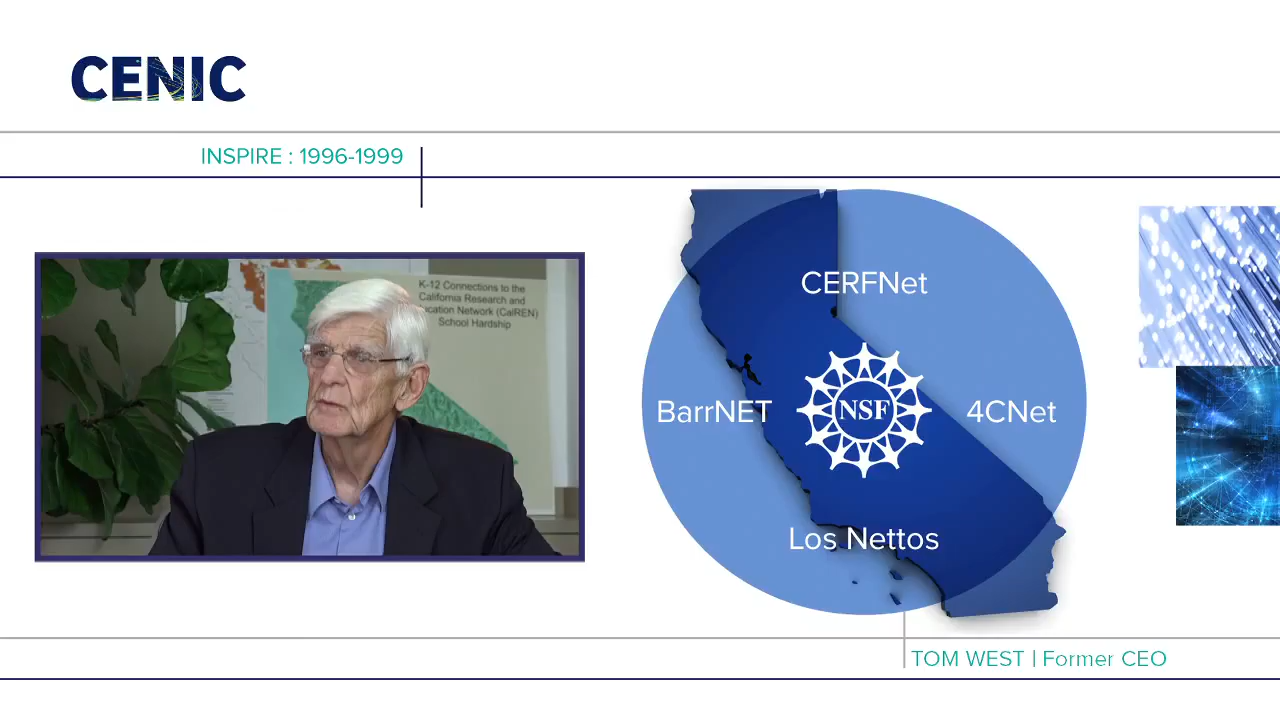 CENIC
INSPIRE : 1996-1999
K-12 Connections to the
California Research and
ucation Network (CalREN)
School Hardship
CERFNet
BarrNET
NSF
4CNet
Los Nettos
TOM WEST | Former CEO